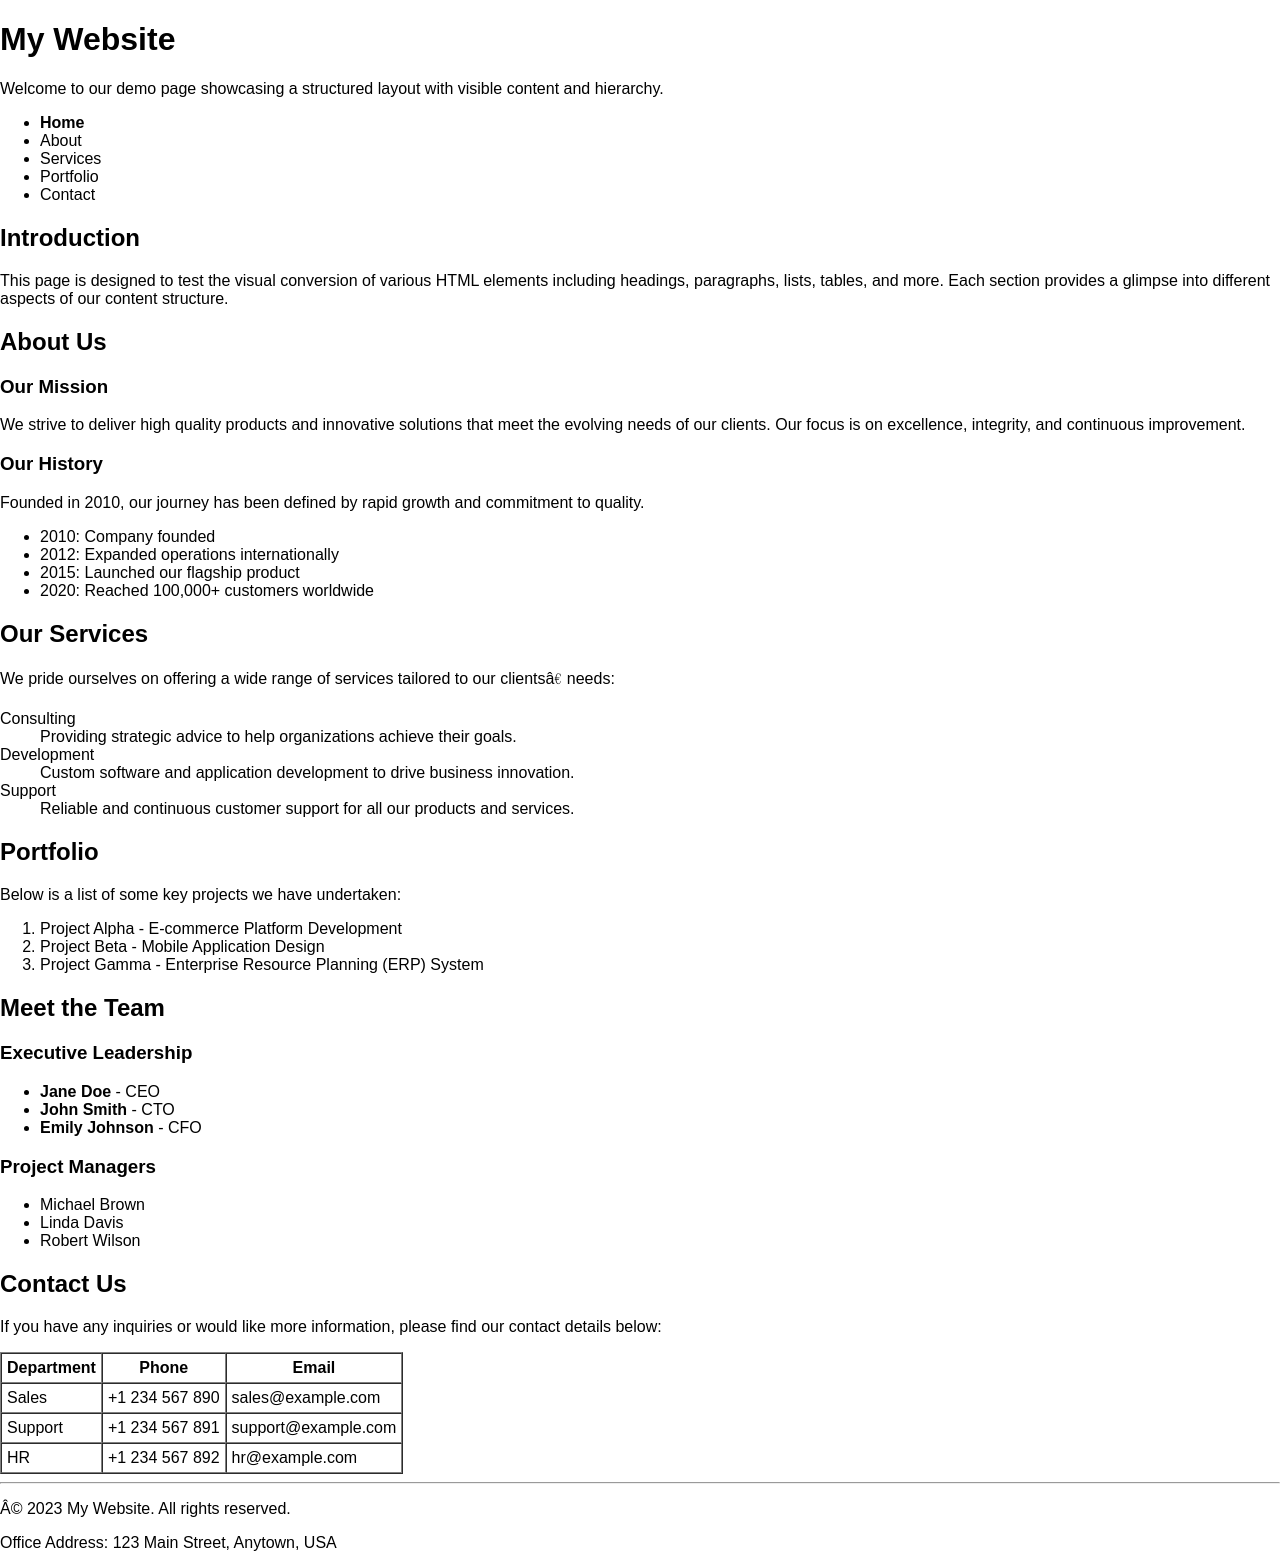 My Website
Welcome to our demo page showcasing a structured layout with visible content and hierarchy.
Home
About
Services
Portfolio
Contact
Introduction
This page is designed to test the visual conversion of various HTML elements including headings, paragraphs, lists, tables, and more. Each section provides a glimpse into different
aspects of our content structure.
About Us
Our Mission
We strive to deliver high quality products and innovative solutions that meet the evolving needs of our clients. Our focus is on excellence, integrity, and continuous improvement.
Our History
Founded in 2010, our journey has been defined by rapid growth and commitment to quality.
2010: Company founded
2012: Expanded operations internationally
2015: Launched our flagship product
2020: Reached 100,000+ customers worldwide
Our Services
We pride ourselves on offering a wide range of services tailored to our clientsâ€ needs:
Consulting
Providing strategic advice to help organizations achieve their goals.
Development
Custom software and application development to drive business innovation.
Support
Reliable and continuous customer support for all our products and services.
Portfolio
Below is a list of some key projects we have undertaken:
1. Project Alpha - E-commerce Platform Development
2. Project Beta - Mobile Application Design
3. Project Gamma - Enterprise Resource Planning (ERP) System
Meet the Team
Executive Leadership
Jane Doe - CEO
John Smith - CTO
Emily Johnson - CFO
Project Managers
Michael Brown
Linda Davis
Robert Wilson
Contact Us
If you have any inquiries or would like more information, please find our contact details below:
Department Phone Email
Sales +1 234 567 890 sales@example.com
Support +1 234 567 891 support@example.com
HR +1 234 567 892 hr@example.com
Â© 2023 My Website. All rights reserved.
Office Address: 123 Main Street, Anytown, USA